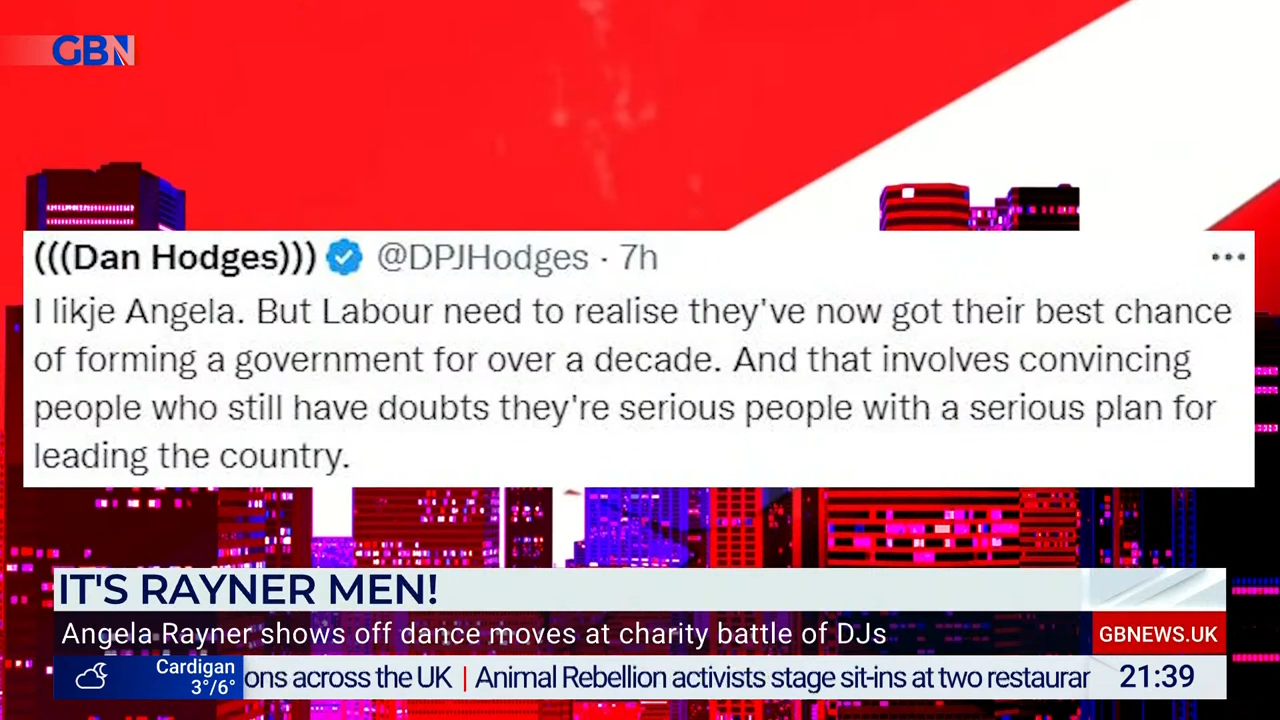 GBN
(((Dan Hodges))) @DPJHodges · 7h
I likje Angela. But Labour need to realise they've now got their best chance
of forming a government for over a decade. And that involves convincing
people who still have doubts they're serious people with a serious plan for
leading the country.
IT'S RAYNER MEN!
Angela Rayner shows off dance moves at charity battle of DJs
GBNEWS.UK
Cardigan
3°/6°
ons across the UK | Animal Rebellion activists stage sit-ins at two restaurar
21:39